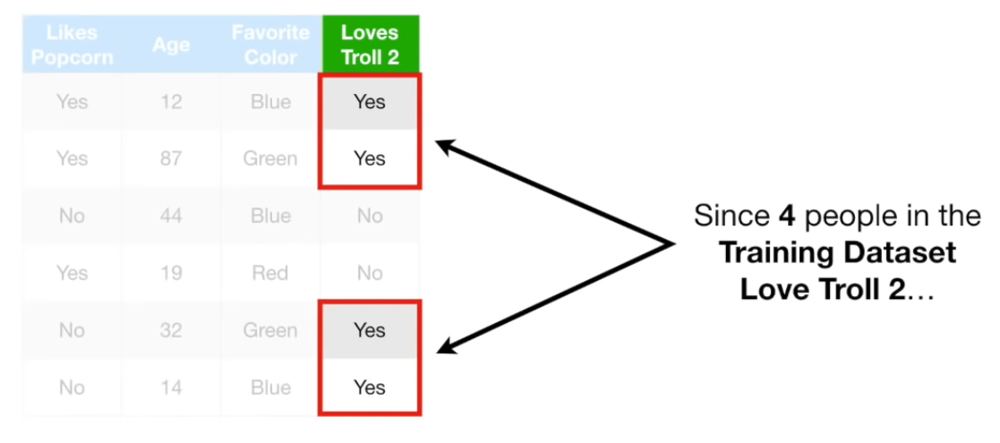 Likes Popcorn Age Favorite Color Loves Troll 2
Yes 12 Blue Yes
Yes 87 Green Yes
No 44 Blue No
Yes 19 Red No
No 32 Green Yes
No 14 Blue Yes
Since 4 people in the
Training Dataset
Love Troll 2…